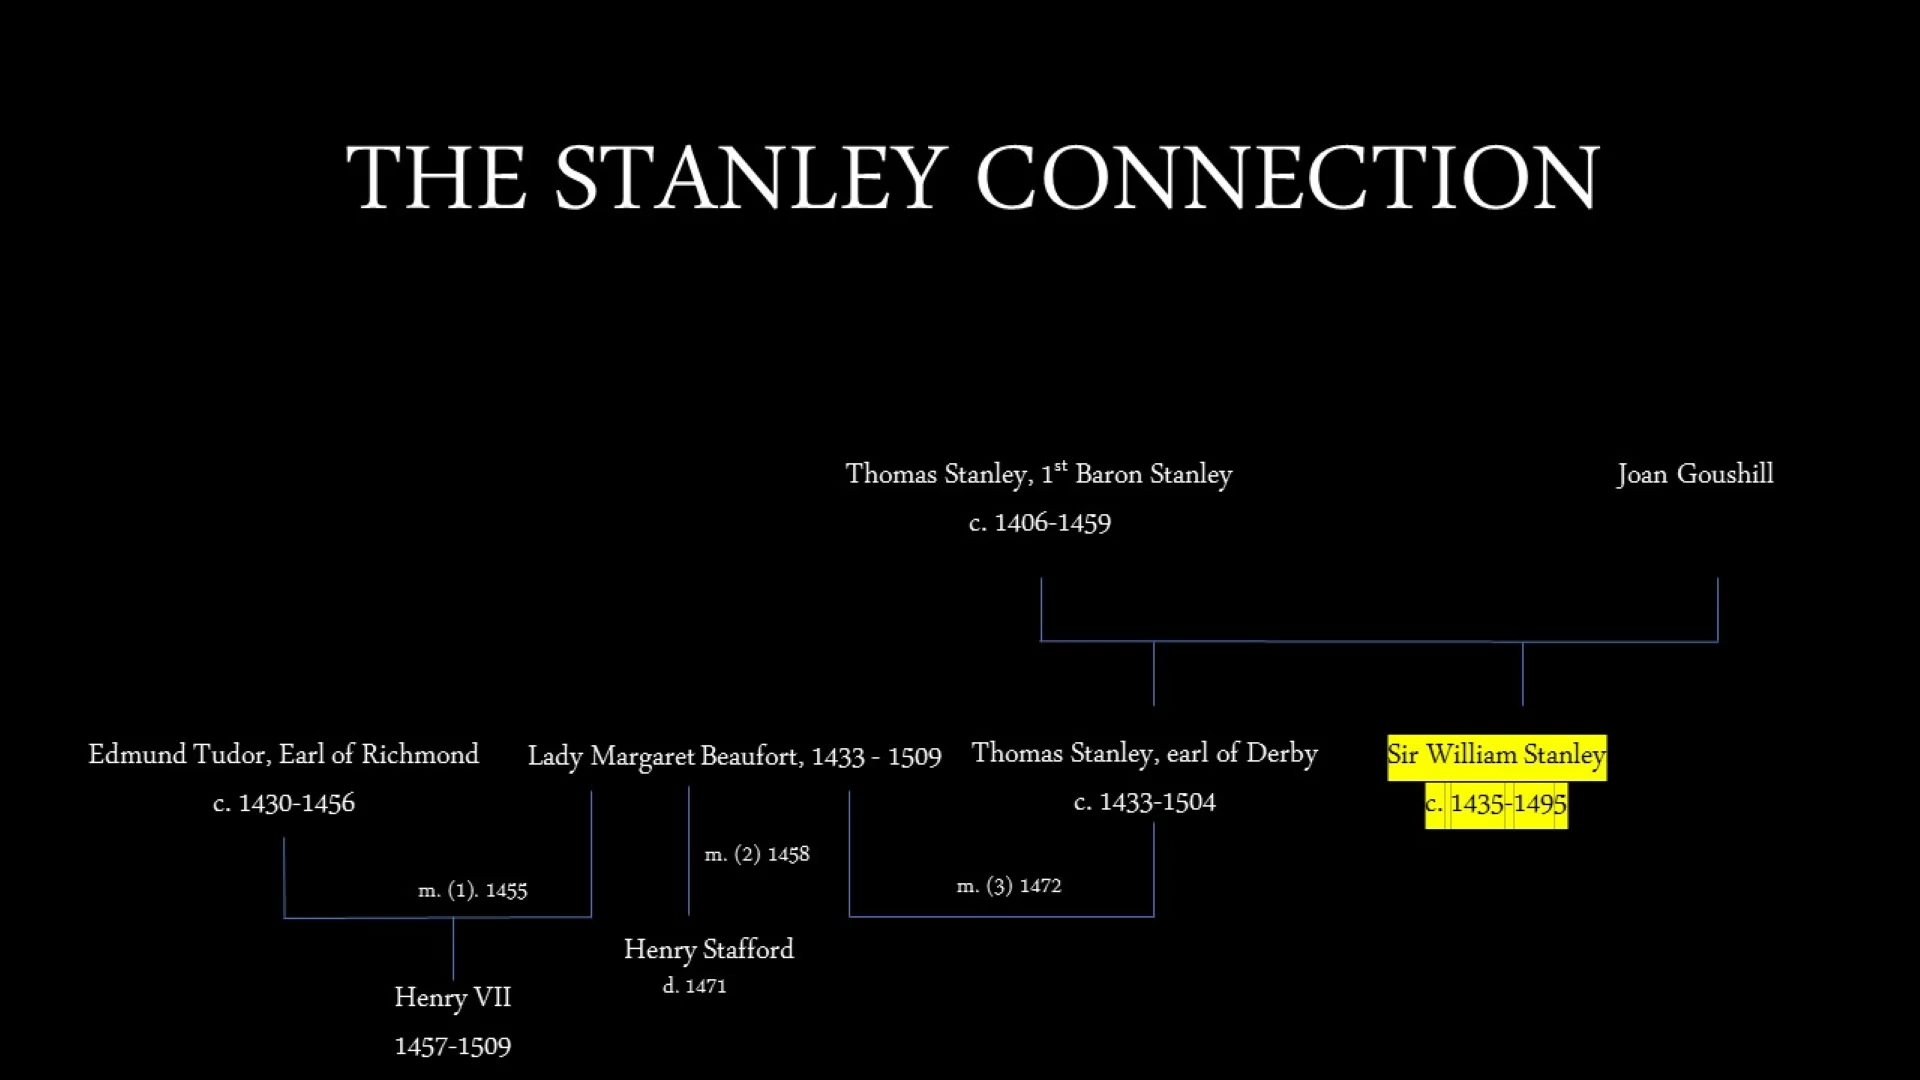 THE STANLEY CONNECTION
Thomas Stanley, 1st Baron Stanley
c. 1406-1459
Joan Goushill
Edmund Tudor, Earl of Richmond
c. 1430-1456
Lady Margaret Beaufort, 1433 - 1509
Thomas Stanley, earl of Derby
c. 1433-1504
Sir William Stanley
c. 1435-1495
m. (1). 1455
m. (2) 1458
m. (3) 1472
Henry Stafford
d. 1471
Henry VII
1457-1509